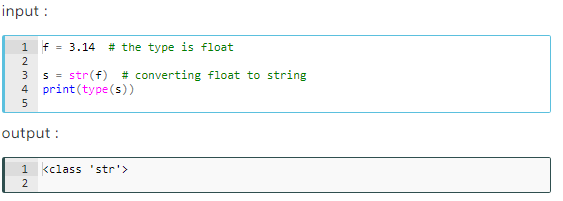 input :
1 f = 3.14  # the type is float
2
3 s = str(f)  # converting float to string
4 print(type(s))
5
output :
1 <class 'str'>
2